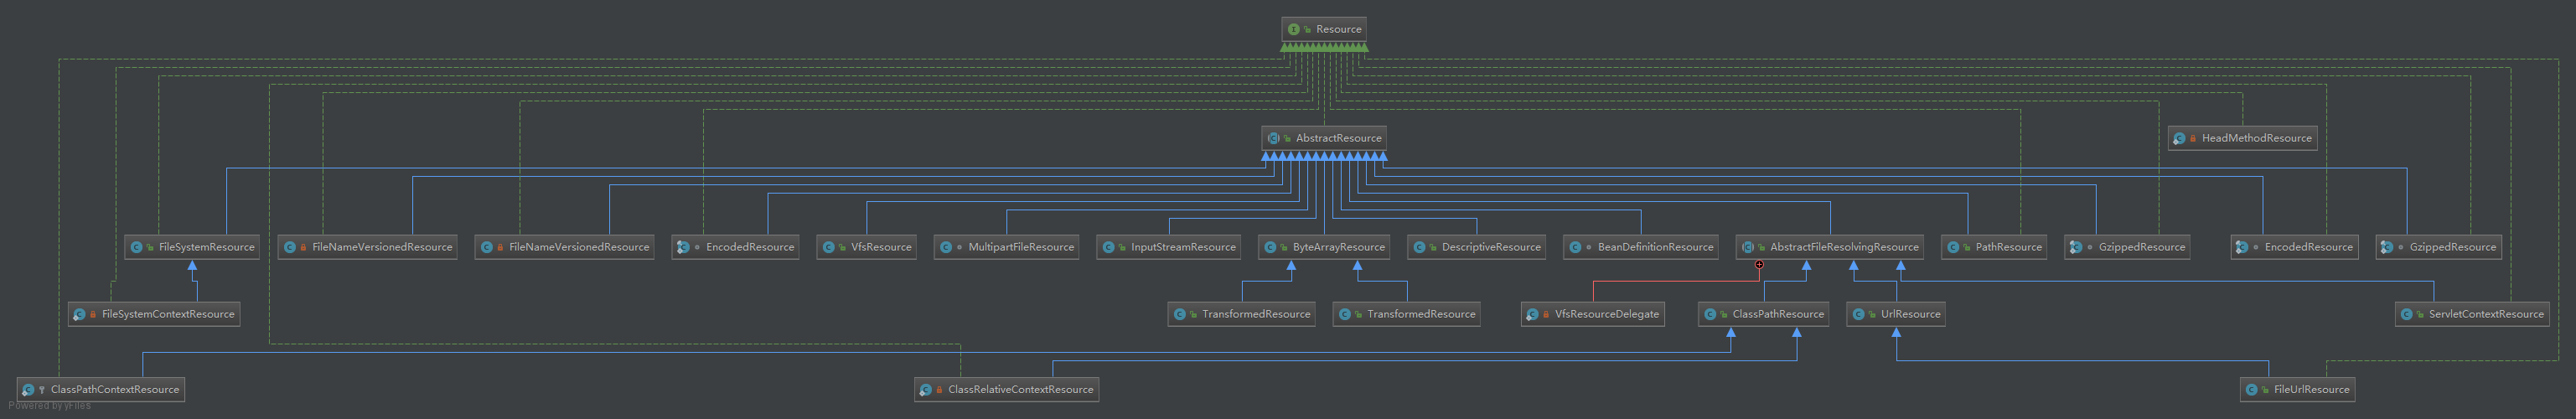 Resource
AbstractResource
HeadMethodResource
FileSystemResource
FileNameVersionedResource
FileNameVersionedResource
EncodedResource
VfsResource
MultipartFileResource
InputStreamResource
ByteArrayResource
DescriptiveResource
BeanDefinitionResource
AbstractFileResolvingResource
PathResource
GzippedResource
EncodedResource
GzippedResource
FileSystemContextResource
TransformedResource
TransformedResource
VfsResourceDelegate
ClassPathResource
UrlResource
ServletContextResource
ClassPathContextResource
ClassRelativeContextResource
FileUrlResource
Powered by yFiles